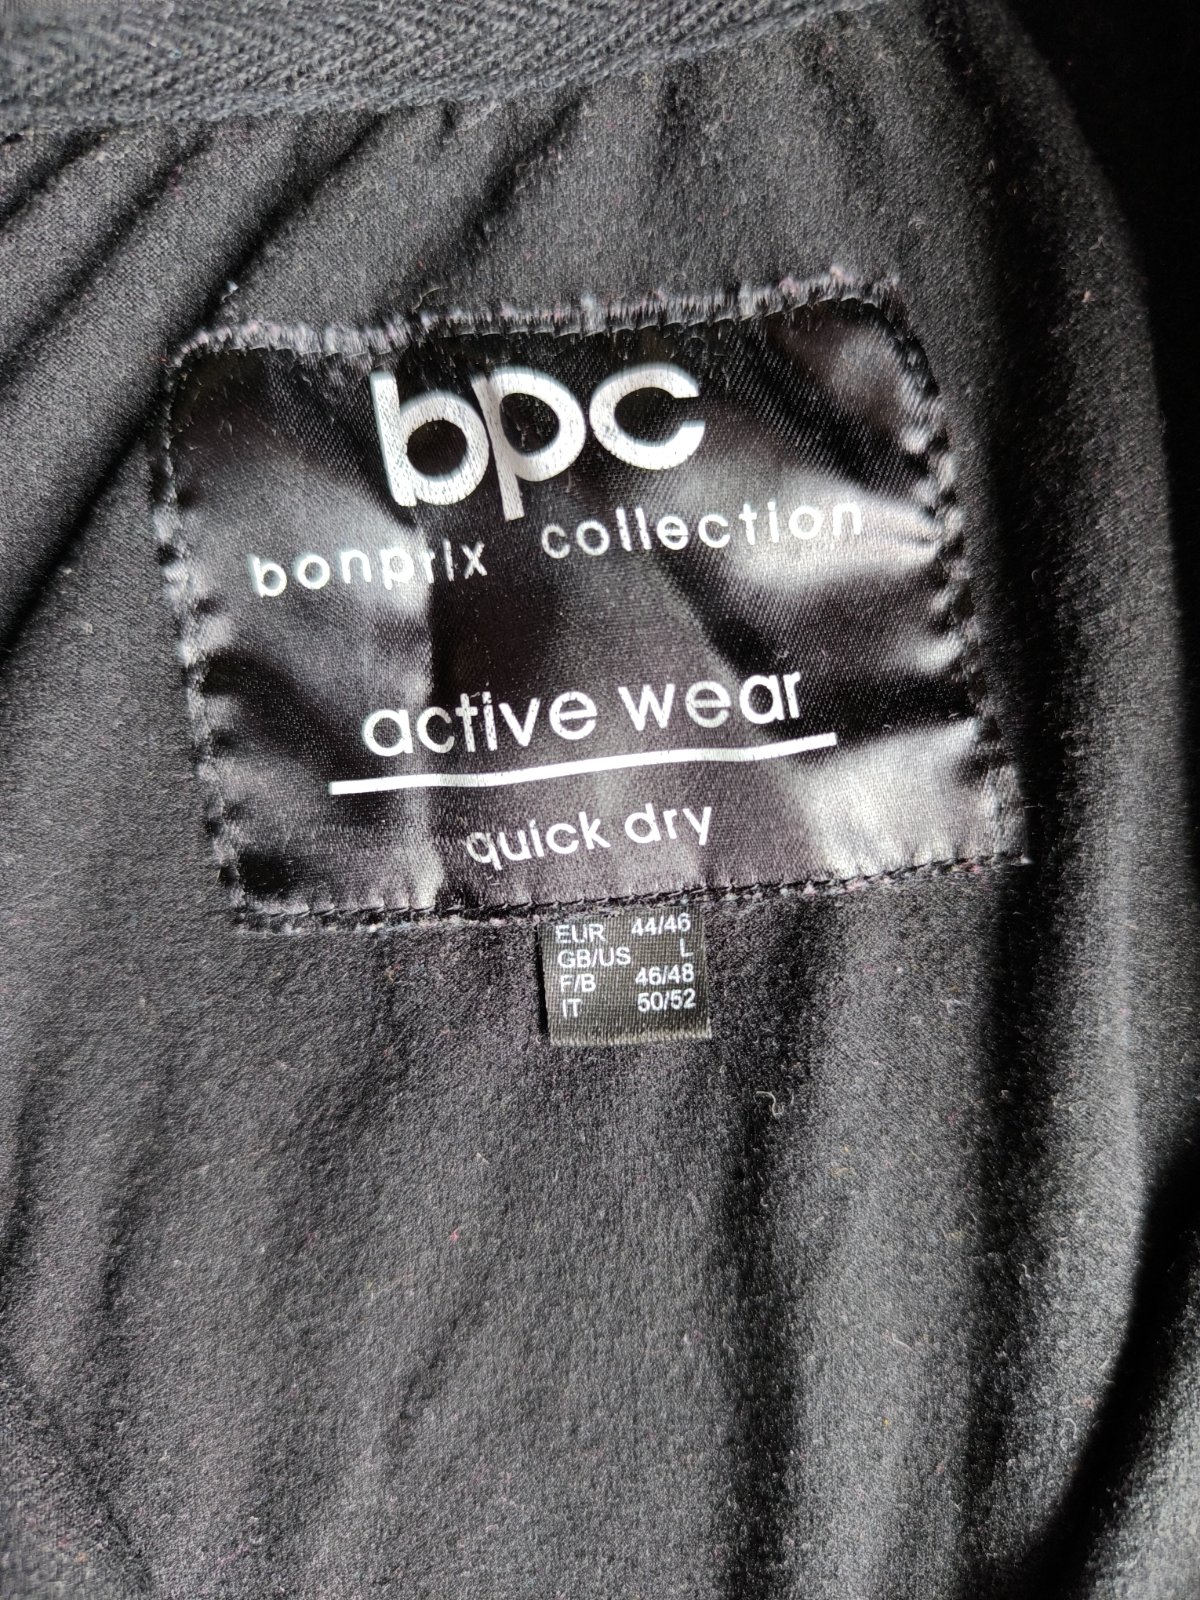 bpc
bonprix collection
active wear
quick dry
EUR 44/46
GB/US L
F/B 46/48
IT 50/52